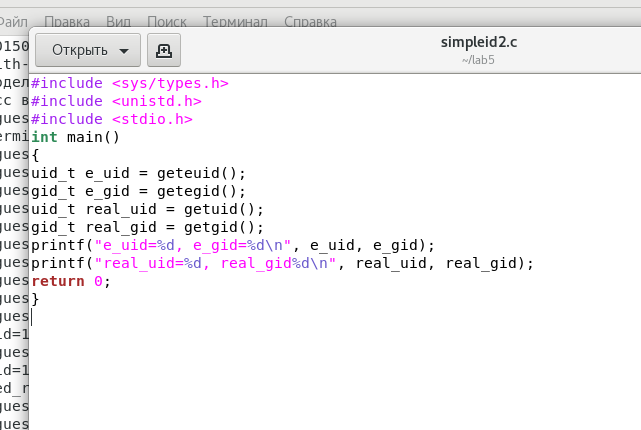 Файл Правка Вид Поиск Терминал Справка
Открыть
simpleid2.c
~/lab5
#include <sys/types.h>
#include <unistd.h>
#include <stdio.h>
int main()
{
uid_t e_uid = geteuid();
gid_t e_gid = getegid();
uid_t real_uid = getuid();
gid_t real_gid = getgid();
printf("e_uid=%d, e_gid=%d\n", e_uid, e_gid);
printf("real_uid=%d, real_gid%d\n", real_uid, real_gid);
return 0;
}